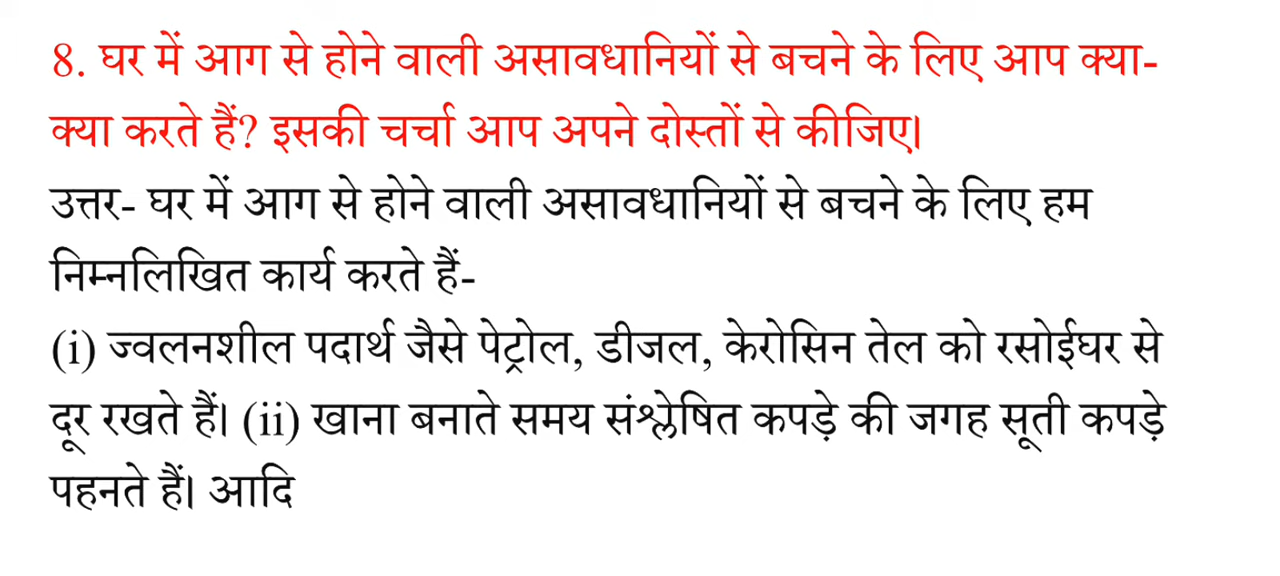 8. घर में आग से होने वाली असावधानियों से बचने के लिए आप क्या-
क्या करते हैं? इसकी चर्चा आप अपने दोस्तों से कीजिए।
उत्तर- घर में आग से होने वाली असावधानियों से बचने के लिए हम
निम्नलिखित कार्य करते हैं-
(i) ज्वलनशील पदार्थ जैसे पेट्रोल, डीजल, केरोसिन तेल को रसोईघर से
दूर रखते हैं। (ii) खाना बनाते समय संश्लेषित कपड़े की जगह सूती कपड़े
पहनते हैं। आदि